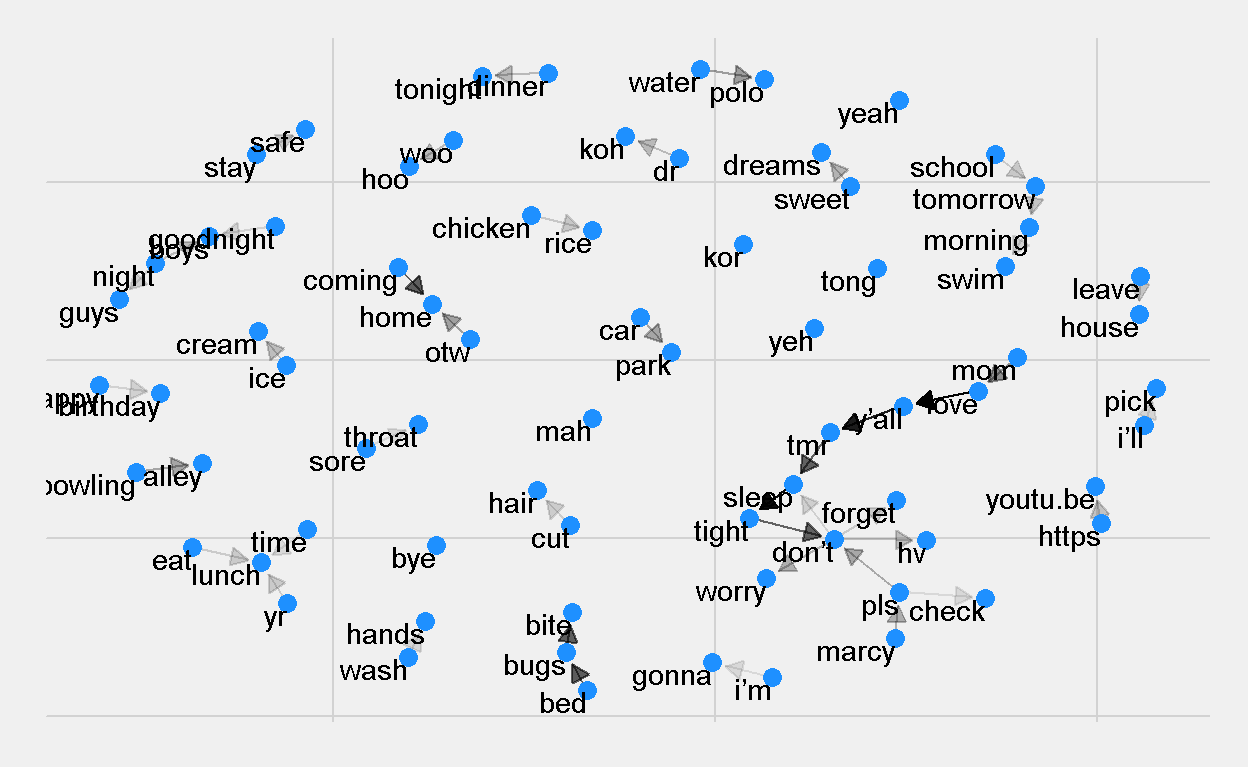 tonight
dinner
water
polo
yeah
safe
stay
woo
hoo
koh
dr
dreams
sweet
school
tomorrow
goodnight
boys
night
guys
chicken
rice
kor
morning
tong
swim
coming
home
otw
leave
house
cream
ice
car
park
yeh
mom
love
y'all
tmr
appy
birthday
throat
sore
mah
pick
i'll
bowling
alley
hair
cut
sleep
tight
forget
don't
hv
youtu.be
https
eat
time
lunch
yr
bye
worry
pls
check
marcy
hands
wash
bite
bugs
bed
gonna
i'm